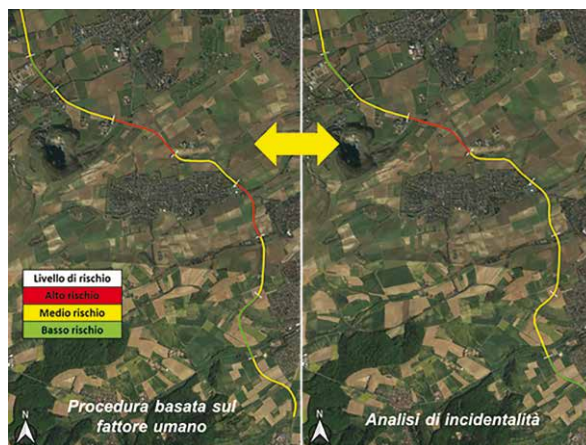 Livello di rischio
Alto rischio
Medio rischio
Basso rischio
Procedura basata sul
fattore umano
N
Analisi di incidentalità
N